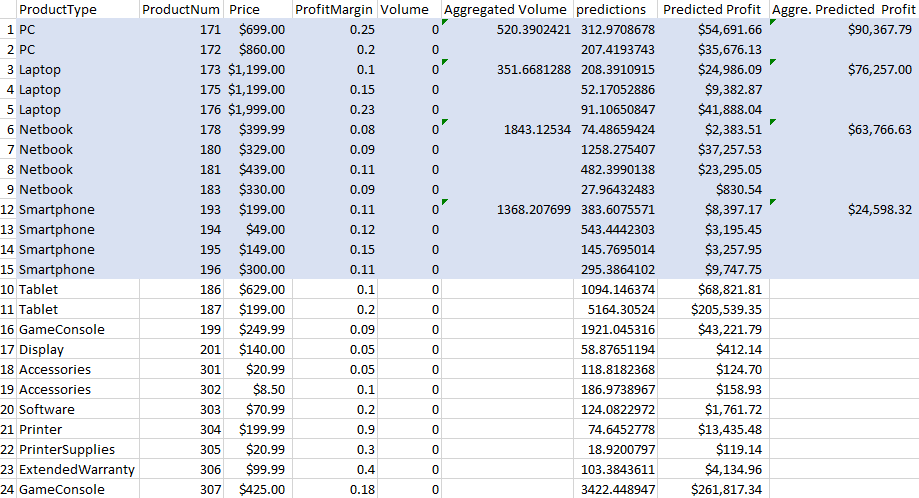 ProductType ProductNum Price ProfitMargin Volume Aggregated Volume predictions Predicted Profit Aggre. Predicted Profit
1 PC 171 $699.00 0.25 0 520.3902421 312.9708678 $54,691.66 $90,367.79
2 PC 172 $860.00 0.2 0 207.4193743 $35,676.13
3 Laptop 173 $1,199.00 0.1 0 351.6681288 208.3910915 $24,986.09 $76,257.00
4 Laptop 175 $1,199.00 0.15 0 52.17052886 $9,382.87
5 Laptop 176 $1,999.00 0.23 0 91.10650847 $41,888.04
6 Netbook 178 $399.99 0.08 0 1843.12534 74.48659424 $2,383.51 $63,766.63
7 Netbook 180 $329.00 0.09 0 1258.275407 $37,257.53
8 Netbook 181 $439.00 0.11 0 482.3990138 $23,295.05
9 Netbook 183 $330.00 0.09 0 27.96432483 $830.54
12 Smartphone 193 $199.00 0.11 0 1368.207699 383.6075571 $8,397.17 $24,598.32
13 Smartphone 194 $49.00 0.12 0 543.4442303 $3,195.45
14 Smartphone 195 $149.00 0.15 0 145.7695014 $3,257.95
15 Smartphone 196 $300.00 0.11 0 295.3864102 $9,747.75
10 Tablet 186 $629.00 0.1 0 1094.146374 $68,821.81
11 Tablet 187 $199.00 0.2 0 5164.30524 $205,539.35
16 GameConsole 199 $249.99 0.09 0 1921.045316 $43,221.79
17 Display 201 $140.00 0.05 0 58.87651194 $412.14
18 Accessories 301 $20.99 0.05 0 118.8182368 $124.70
19 Accessories 302 $8.50 0.1 0 186.9738967 $158.93
20 Software 303 $70.99 0.2 0 124.0822972 $1,761.72
21 Printer 304 $199.99 0.9 0 74.6452778 $13,435.48
22 PrinterSupplies 305 $20.99 0.3 0 18.9200797 $119.14
23 ExtendedWarranty 306 $99.99 0.4 0 103.3843611 $4,134.96
24 GameConsole 307 $425.00 0.18 0 3422.448947 $261,817.34